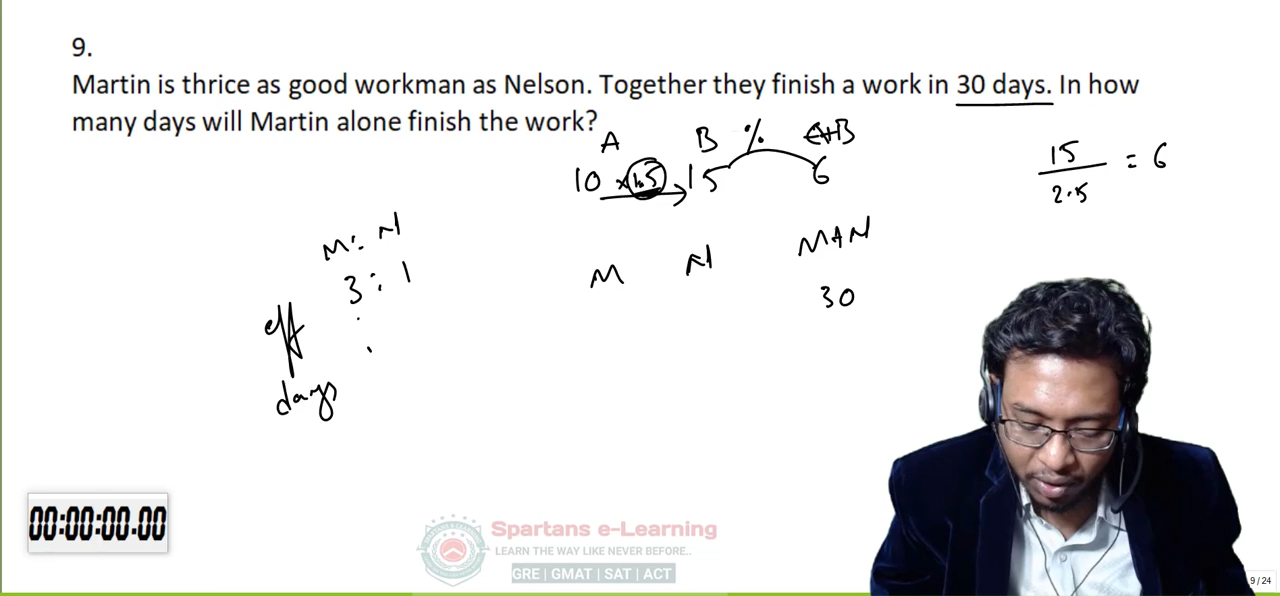 9.
Martin is thrice as good workman as Nelson. Together they finish a work in 30 days. In how
many days will Martin alone finish the work?
A B % A+B
10 ×1.5 15 6
15 / 2.5 = 6
M : N
3 : 1
M N M&N
30
eff
days
00:00:00.00
Spartans e-Learning
LEARN THE WAY LIKE NEVER BEFORE..
GRE | GMAT | SAT | ACT
9 / 24